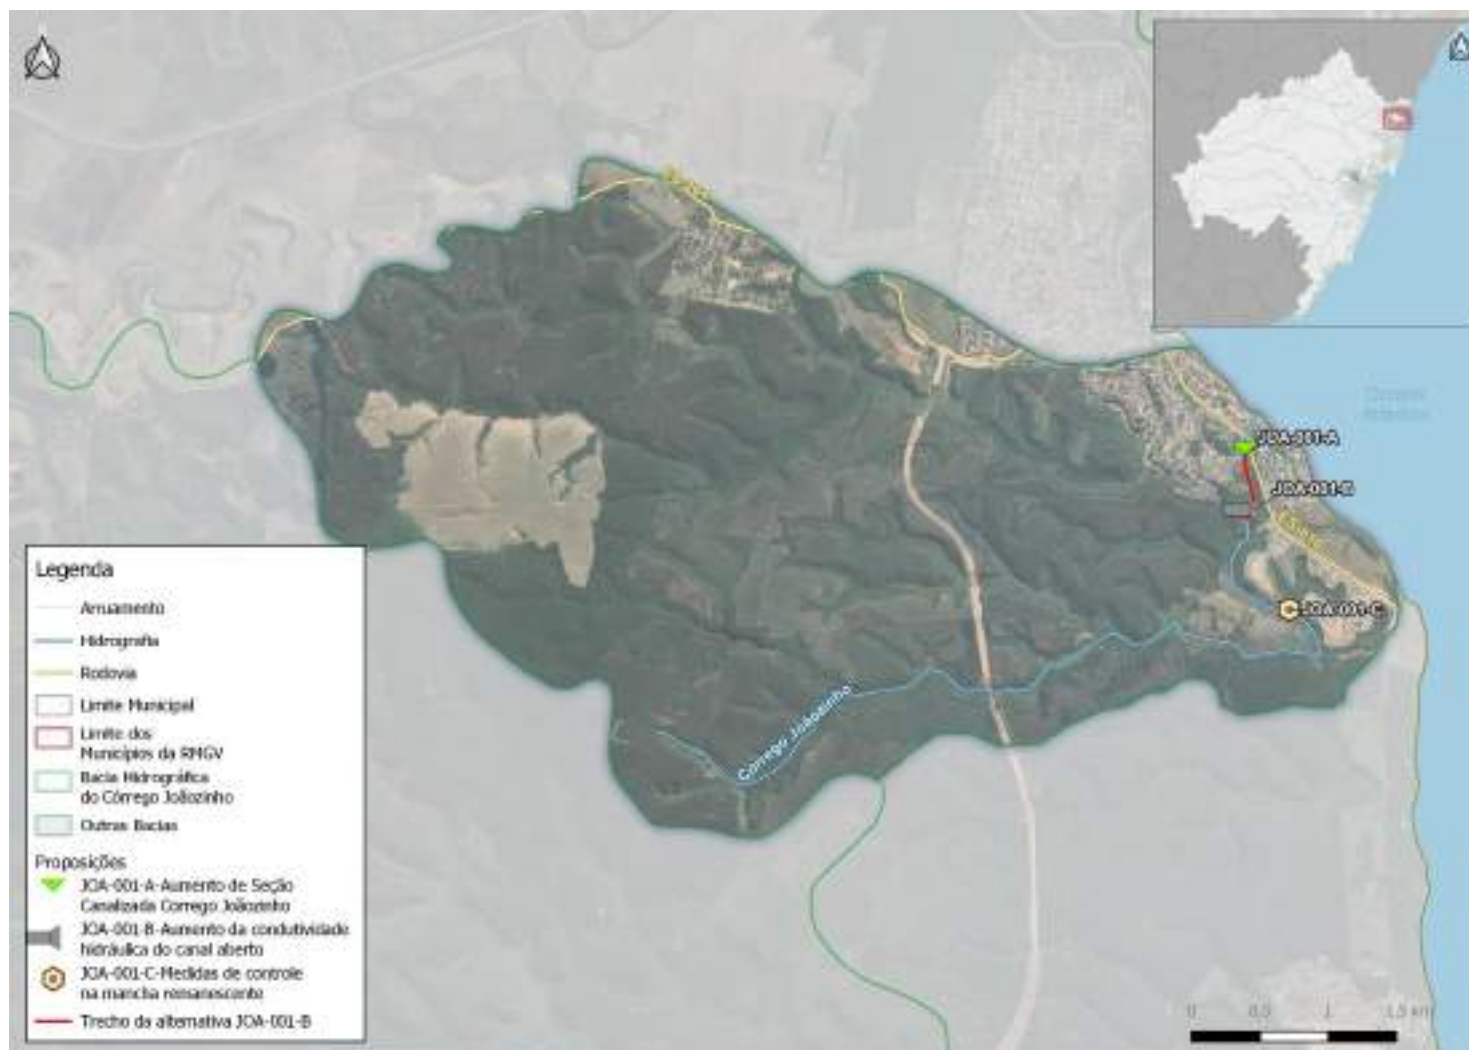 JOA-001-A
JOA-001-B
JOA-001-C
Corrego Joãozinho
Legenda
Arruamento
Hidrografia
Rodovia
Limite Municipal
Limite dos
Municípios da RMGV
Bacia Hidrográfica
do Córrego Joãozinho
Outras Bacias
Proposições
JOA-001-A-Aumento de Seção
Canalizada Corrego Joãozinho
JOA-001-B-Aumento da condutividade
hidráulica do canal aberto
JOA-001-C-Medidas de controle
na mancha remanescente
Trecho da alternativa JOA-001-B
0 0,5 1 1,5 km